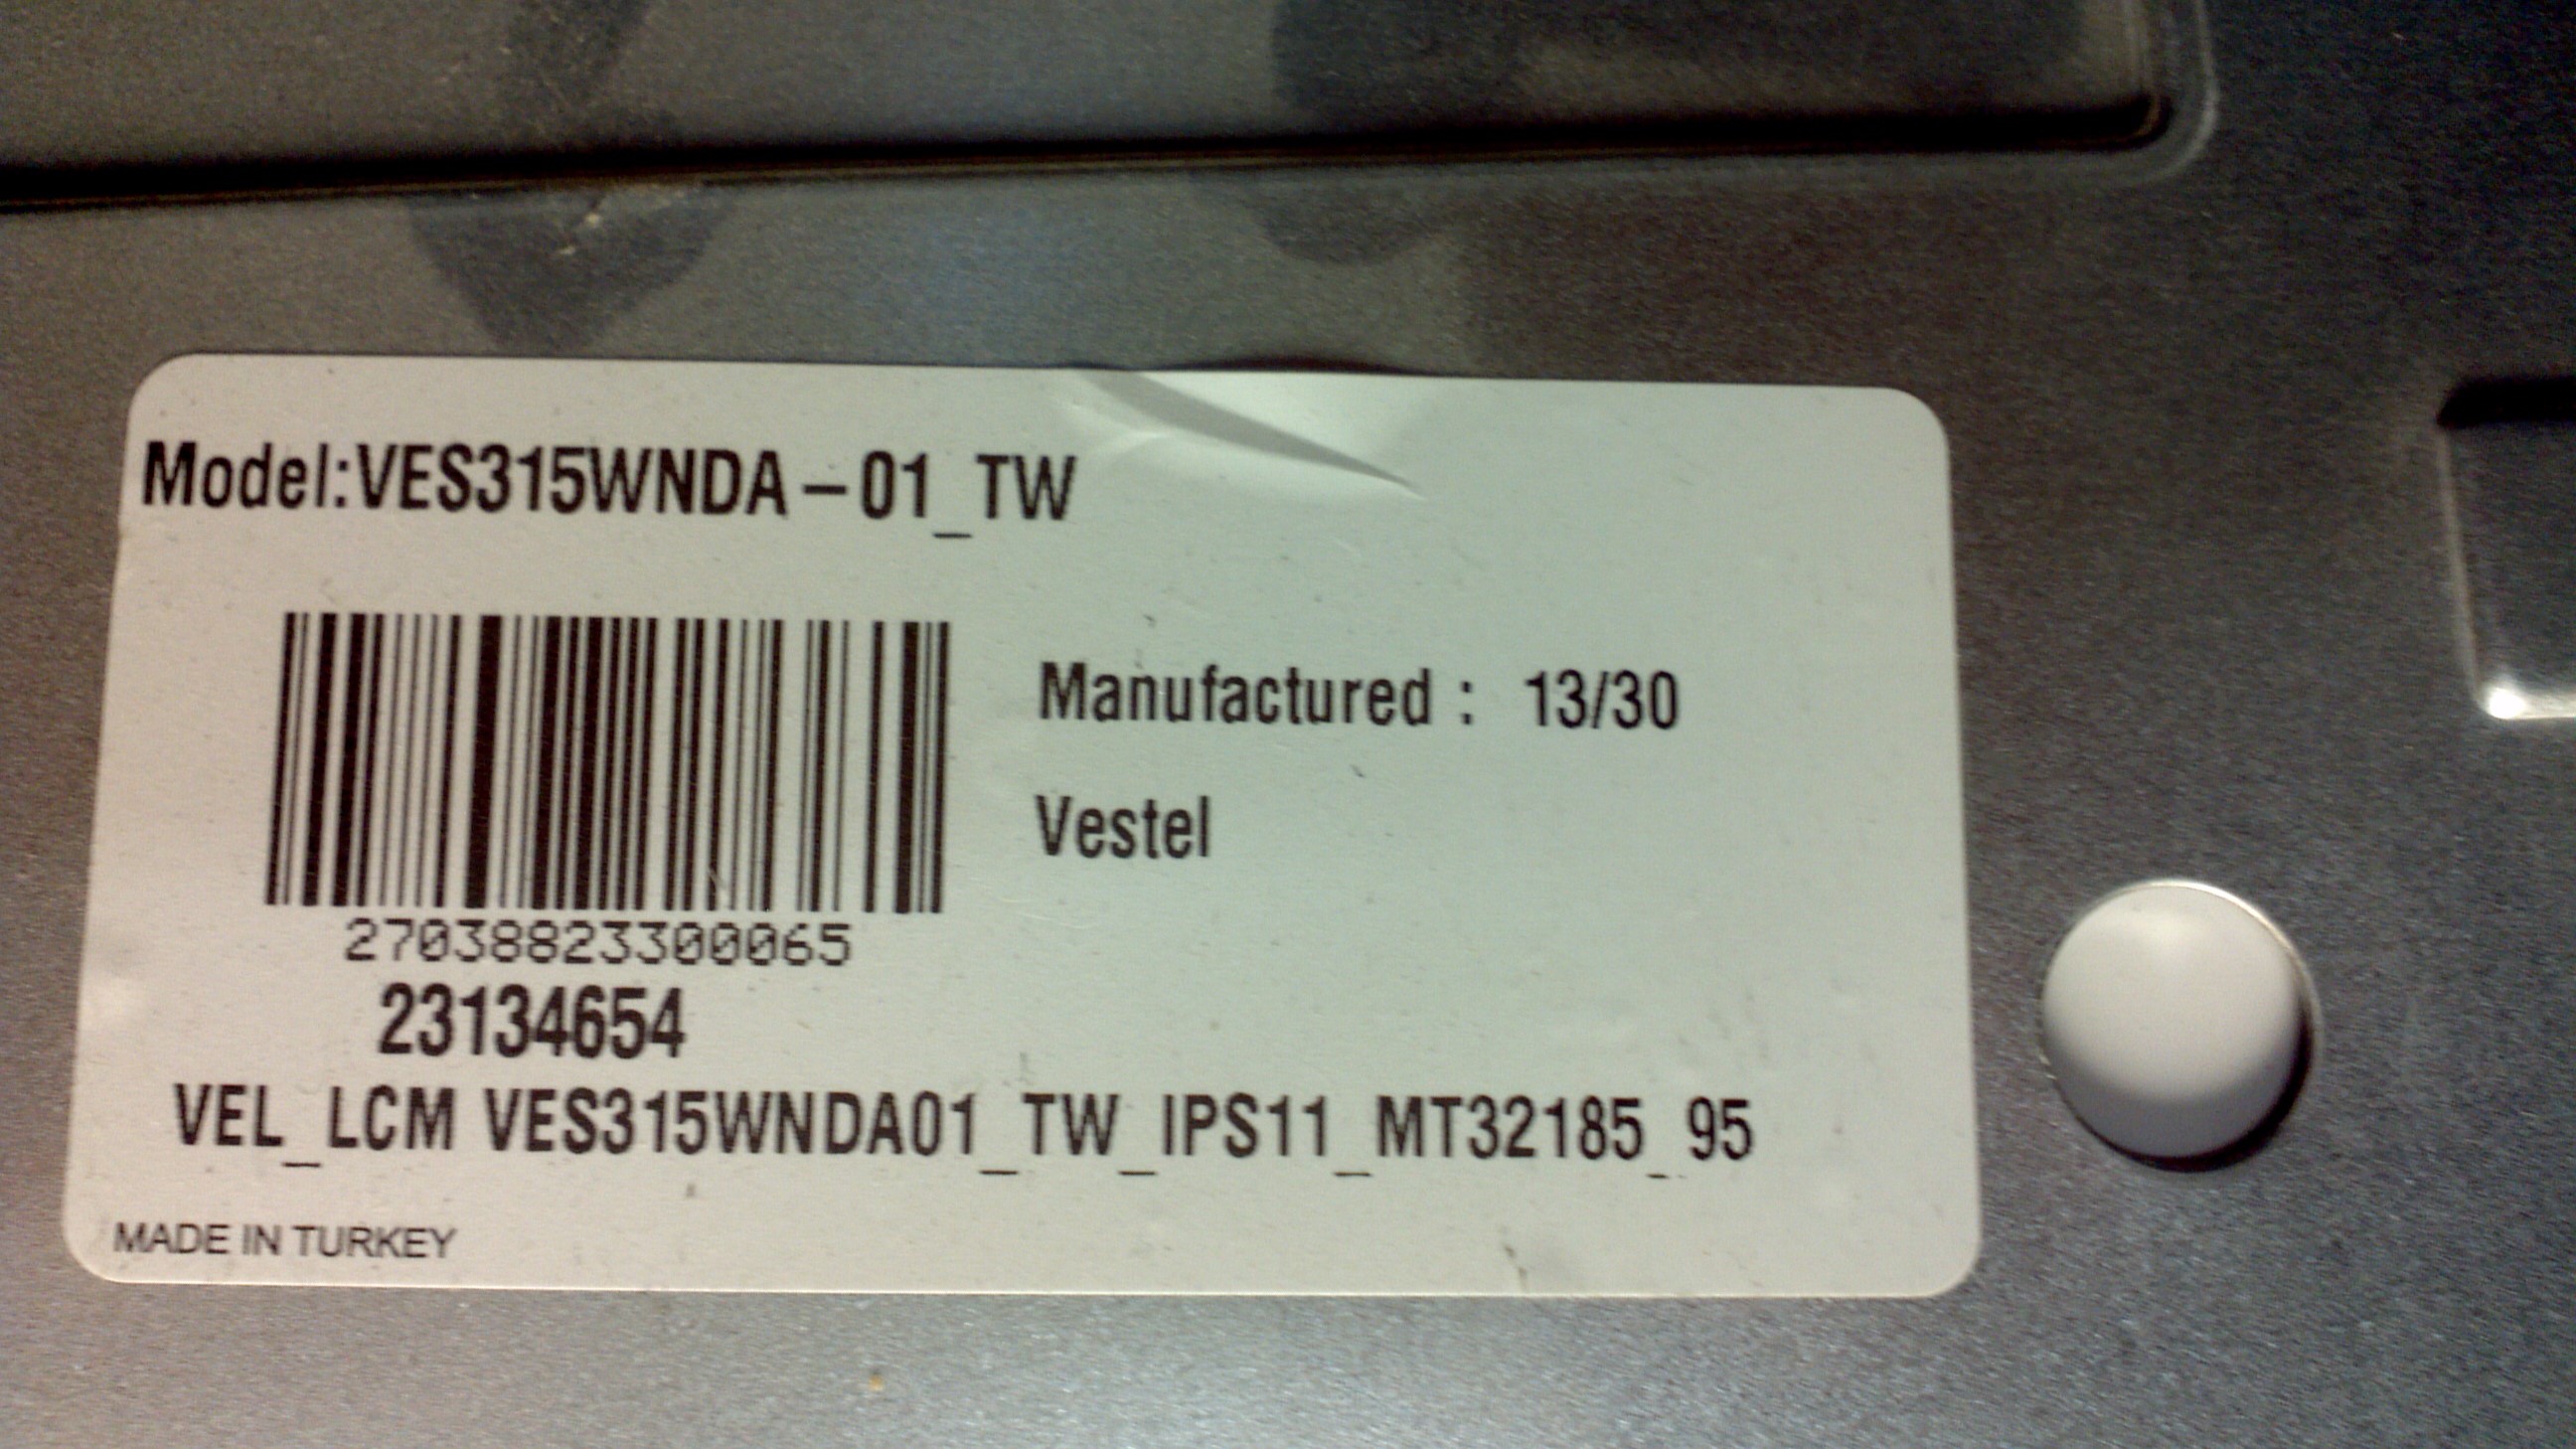 Model:VES315WNDA-01_TW
Manufactured : 13/30
Vestel
27038823300065
23134654
VEL_LCM VES315WNDA01_TW_IPS11_MT32185_95
MADE IN TURKEY